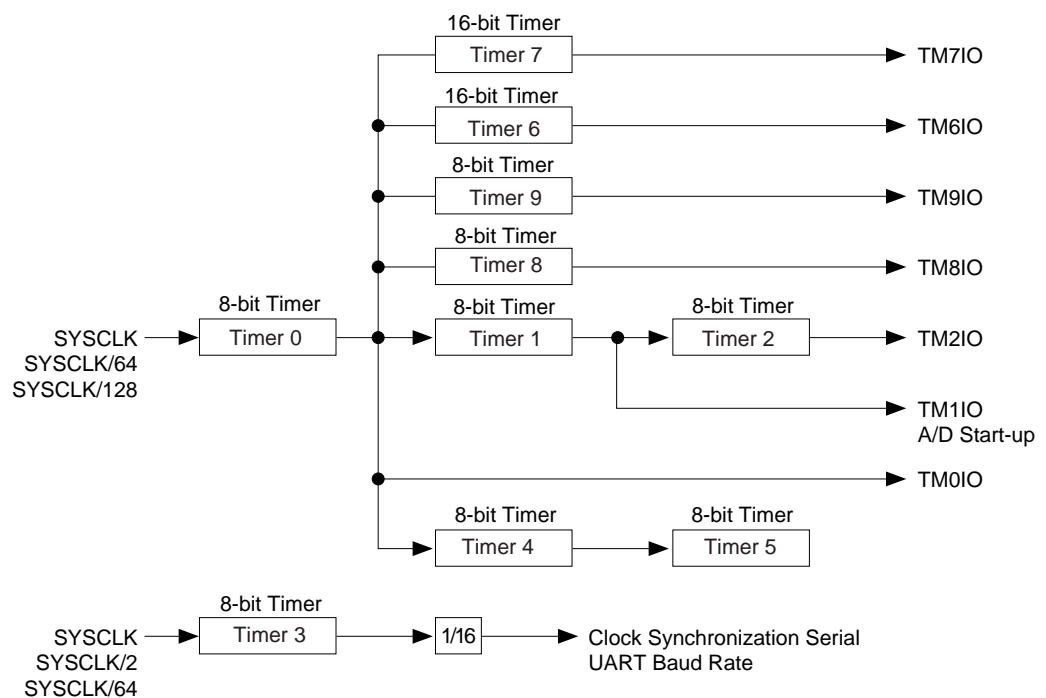 16-bit Timer
Timer 7
TM7IO
16-bit Timer
Timer 6
TM6IO
8-bit Timer
Timer 9
TM9IO
8-bit Timer
Timer 8
TM8IO
8-bit Timer
8-bit Timer
8-bit Timer
SYSCLK
Timer 0
Timer 1
Timer 2
TM2IO
SYSCLK/64
SYSCLK/128
TM1IO
A/D Start-up
TM0IO
8-bit Timer
8-bit Timer
Timer 4
Timer 5
8-bit Timer
SYSCLK
Timer 3
1/16
Clock Synchronization Serial
SYSCLK/2
UART Baud Rate
SYSCLK/64